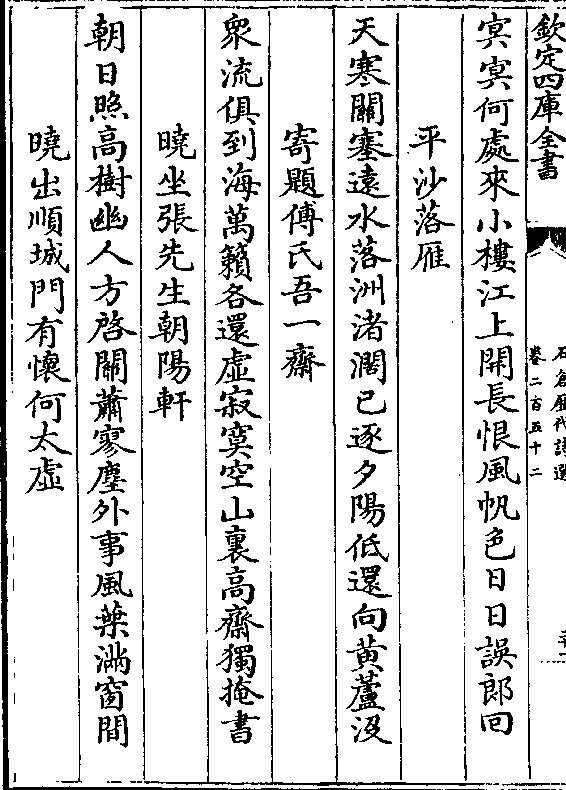 欽定四庫全書
石倉歷代詩選
卷二百五十二
冥冥何處來小樓江上開長恨風帆色日日誤郎回
平沙落雁
天寒關塞遠水落洲渚濶已逐夕陽低還向黄蘆沒
寄題傅氏吾一齋
衆流俱到海萬籟各還虛寂寞空山裏高齋獨掩書
曉坐張先生朝陽軒
朝日照高樹幽人方啓關蕭寥塵外事風葉滿窗間
曉出順城門有懷何太虛